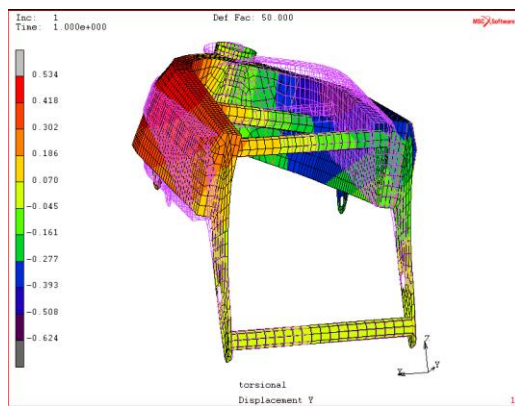 Inc: 1
Time: 1.000e+000
Def Fac: 50.000
MSC Software
0.534
0.418
0.302
0.186
0.070
-0.045
-0.161
-0.277
-0.393
-0.508
-0.624
Z
X
Y
torsional
Displacement Y
1